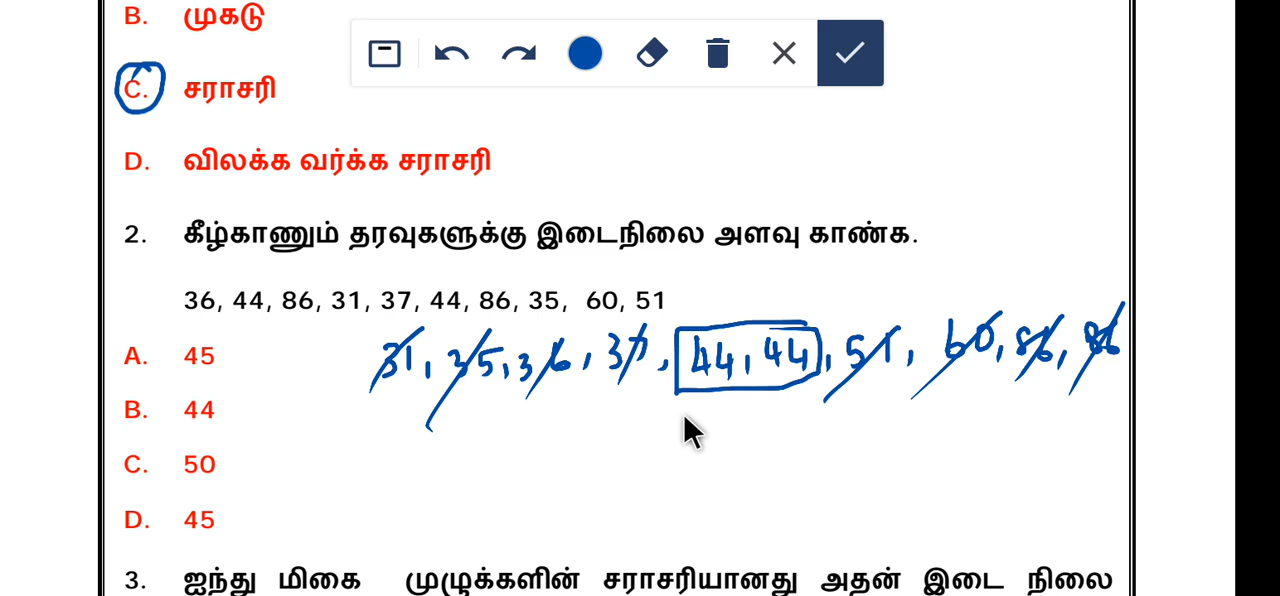 B. முகடு
C. சராசரி
D. விலக்க வர்க்க சராசரி
2. கீழ்காணும் தரவுகளுக்கு இடைநிலை அளவு காண்க.
36, 44, 86, 31, 37, 44, 86, 35, 60, 51
31, 35, 36, 37, 44, 44, 51, 60, 86, 86
A. 45
B. 44
C. 50
D. 45
3. ஐந்து மிகை முழுக்களின் சராசரியானது அதன் இடை நிலை